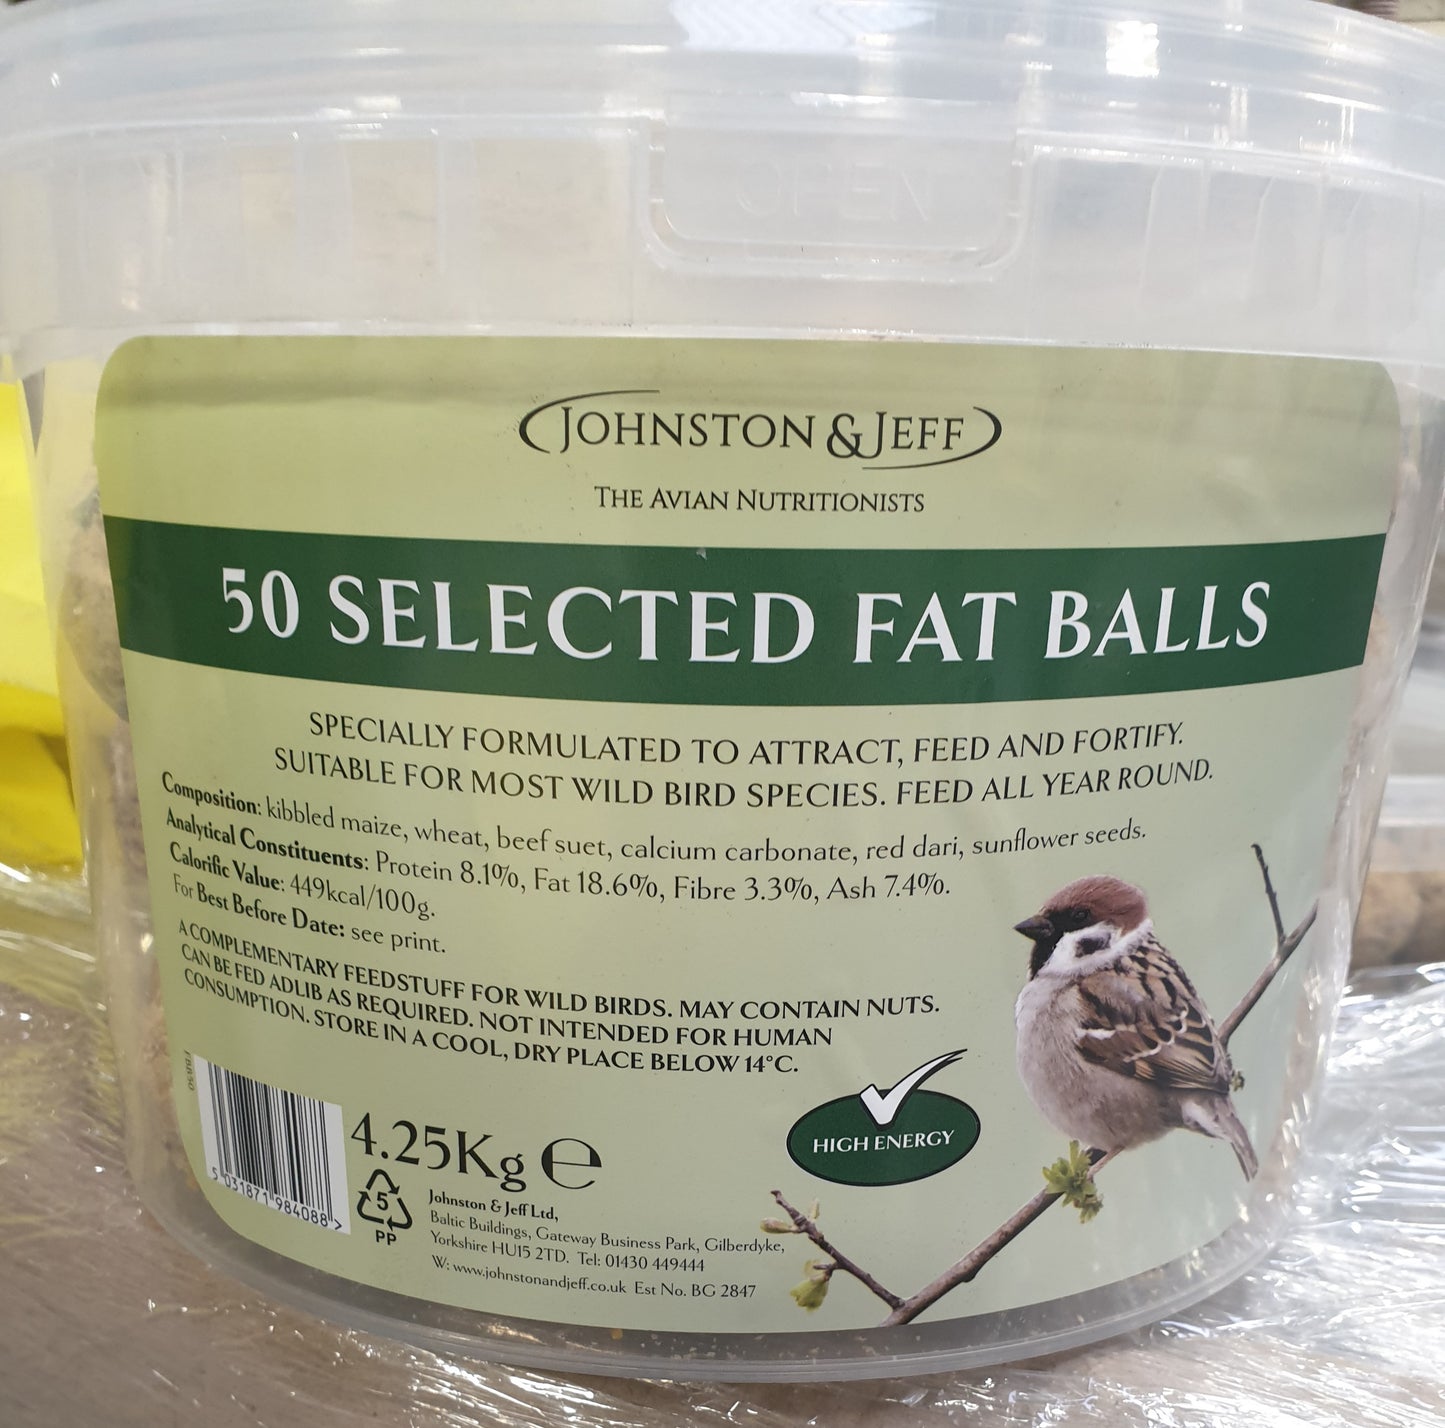 OPEN
JOHNSTON & JEFF
THE AVIAN NUTRITIONISTS
50 SELECTED FAT BALLS
SPECIALLY FORMULATED TO ATTRACT, FEED AND FORTIFY.
SUITABLE FOR MOST WILD BIRD SPECIES. FEED ALL YEAR ROUND.
Composition: kibbled maize, wheat, beef suet, calcium carbonate, red dari, sunflower seeds.
Analytical Constituents: Protein 8.1%, Fat 18.6%, Fibre 3.3%, Ash 7.4%.
Calorific Value: 449kcal/100g.
For Best Before Date: see print.
A COMPLEMENTARY FEEDSTUFF FOR WILD BIRDS. MAY CONTAIN NUTS.
CAN BE FED ADLIB AS REQUIRED. NOT INTENDED FOR HUMAN
CONSUMPTION. STORE IN A COOL, DRY PLACE BELOW 14°C.
FBB50
5 031871 984088 >
4.25Kg ℮
5
PP
HIGH ENERGY
Johnston & Jeff Ltd,
Baltic Buildings, Gateway Business Park, Gilberdyke,
Yorkshire HU15 2TD. Tel: 01430 449444
W: www.johnstonandjeff.co.uk Est No. BG 2847